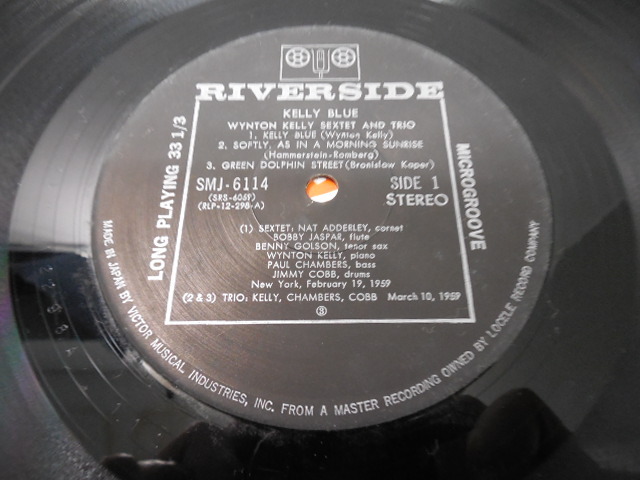 RIVERSIDE
KELLY BLUE
WYNTON KELLY SEXTET AND TRIO
1. KELLY BLUE (Wynton Kelly)
2. SOFTLY, AS IN A MORNING SUNRISE
(Hammerstein-Romberg)
3. GREEN DOLPHIN STREET (Bronislow Kaper)
SMJ-6114 SIDE 1
(SRS-6069) STEREO
(RLP-12-298-A)
(1) SEXTET: NAT ADDERLEY, cornet
BOBBY JASPAR, flute
BENNY GOLSON, tenor sax
WYNTON KELLY, piano
PAUL CHAMBERS, bass
JIMMY COBB, drums
New York, February 19, 1959
(2 & 3) TRIO: KELLY, CHAMBERS, COBB March 10, 1959
③
LONG PLAYING 33 1/3
MICROGROOVE
MADE IN JAPAN BY VICTOR MUSICAL INDUSTRIES, INC. FROM A MASTER RECORDING OWNED BY LOCELE RECORD COMPANY